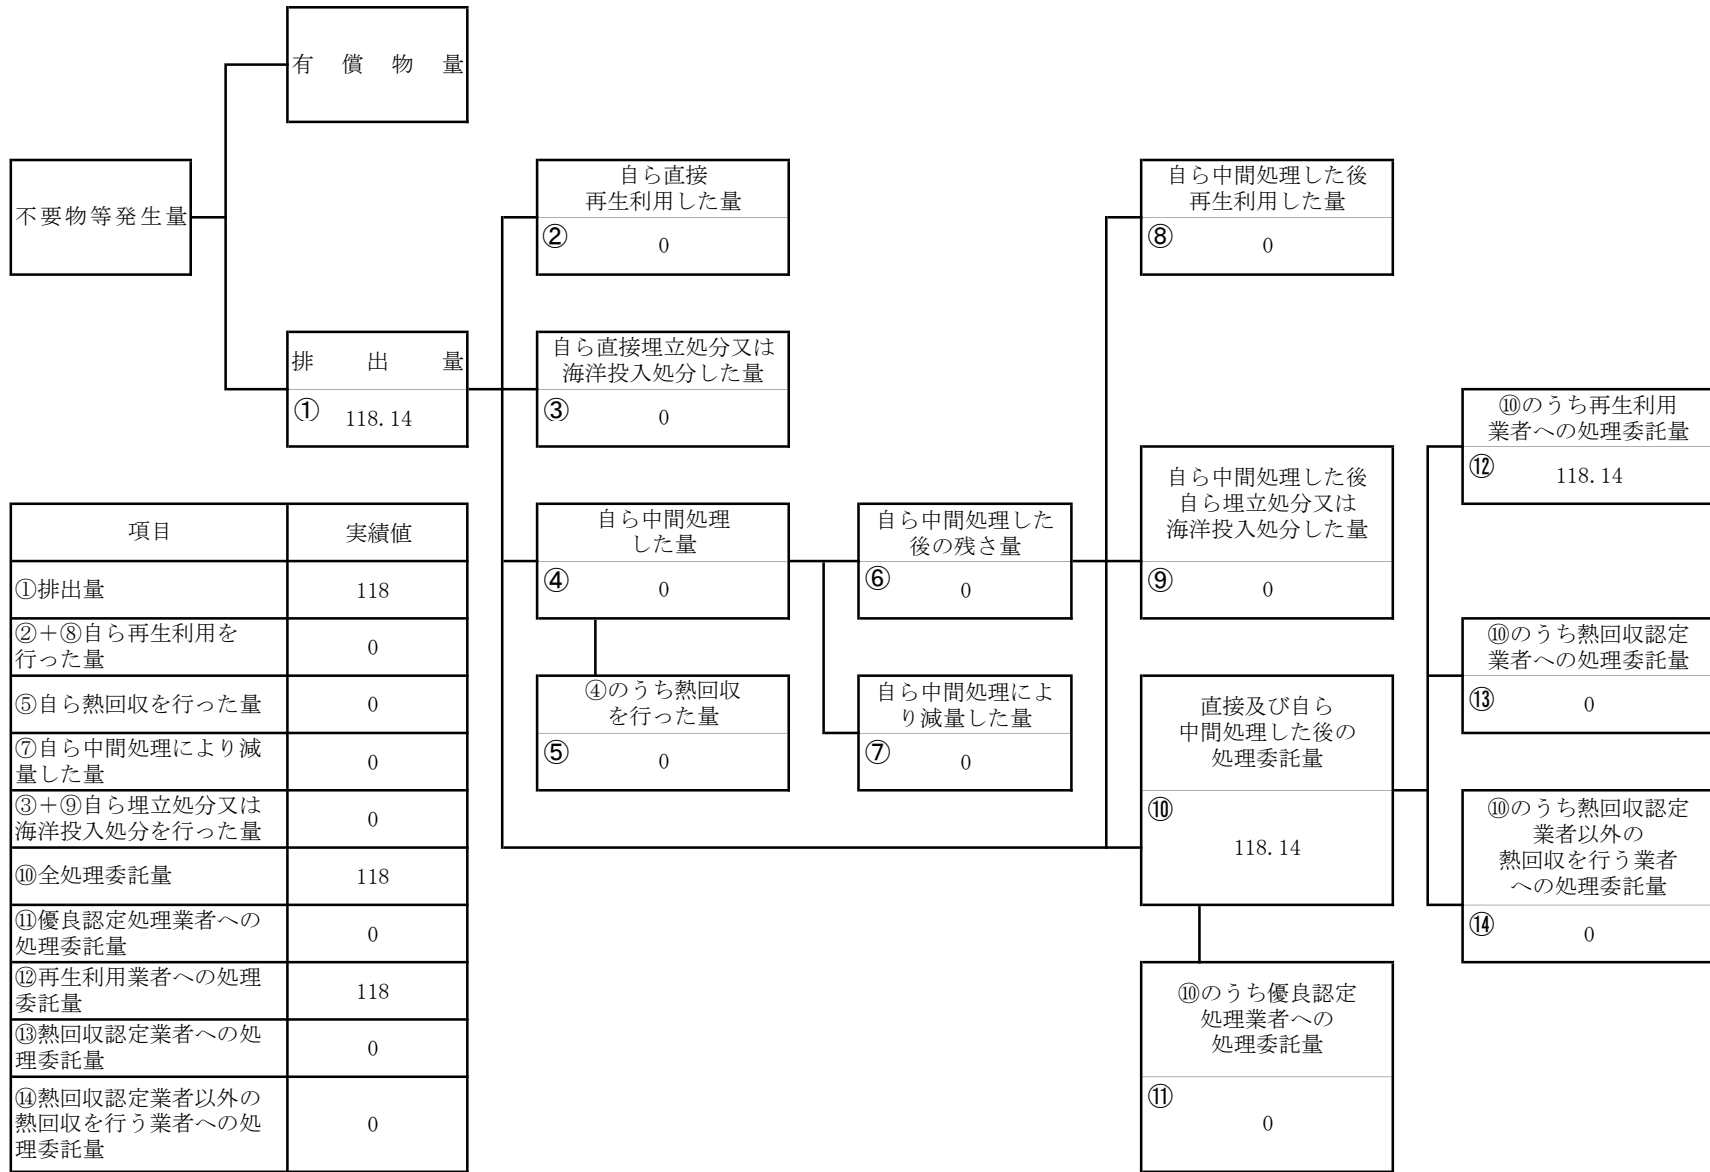 有償物量
不要物等発生量
排出量
①
118.14
自ら直接
再生利用した量
②
0
自ら直接埋立処分又は
海洋投入処分した量
③
0
自ら中間処理
した量
④
0
④のうち熱回収
を行った量
⑤
0
自ら中間処理した
後の残さ量
⑥
0
自ら中間処理によ
り減量した量
⑦
0
自ら中間処理した後
再生利用した量
⑧
0
自ら中間処理した後
自ら埋立処分又は
海洋投入処分した量
⑨
0
直接及び自ら
中間処理した後の
処理委託量
⑩
118.14
⑩のうち優良認定
処理業者への
処理委託量
⑪
0
⑩のうち再生利用
業者への処理委託量
⑫
118.14
⑩のうち熱回収認定
業者への処理委託量
⑬
0
⑩のうち熱回収認定
業者以外の
熱回収を行う業者
への処理委託量
⑭
0
項目 実績値
①排出量 118
②+⑧自ら再生利用を
行った量 0
⑤自ら熱回収を行った量 0
⑦自ら中間処理により減
量した量 0
③+⑨自ら埋立処分又は
海洋投入処分を行った量 0
⑩全処理委託量 118
⑪優良認定処理業者への
処理委託量 0
⑫再生利用業者への処理
委託量 118
⑬熱回収認定業者への処
理委託量 0
⑭熱回収認定業者以外の
熱回収を行う業者への処
理委託量 0